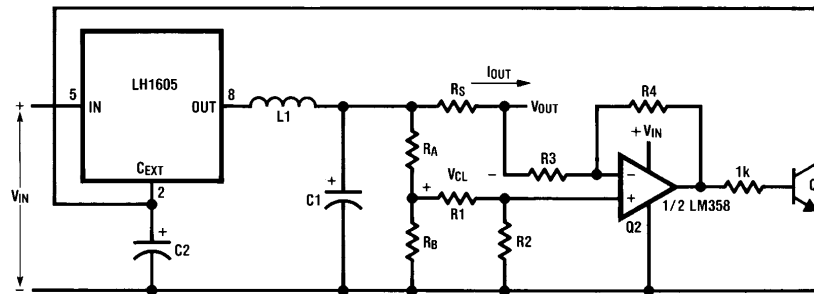 LH1605
5
IN
OUT
8
CEXT
2
+
VIN
−
+
C2
L1
+
C1
RS
IOUT
VOUT
RA
RB
−
VCL
+
R1
R2
R3
R4
+VIN
−
+
Q2
1/2 LM358
1k